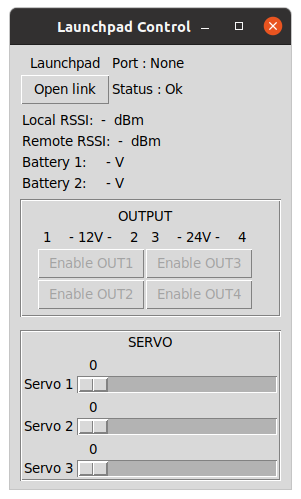 Launchpad Control
Launchpad Port : None
Open link Status : Ok
Local RSSI: - dBm
Remote RSSI: - dBm
Battery 1: - V
Battery 2: - V
OUTPUT
1 - 12V - 2 3 - 24V - 4
Enable OUT1 Enable OUT3
Enable OUT2 Enable OUT4
SERVO
0
Servo 1
0
Servo 2
0
Servo 3